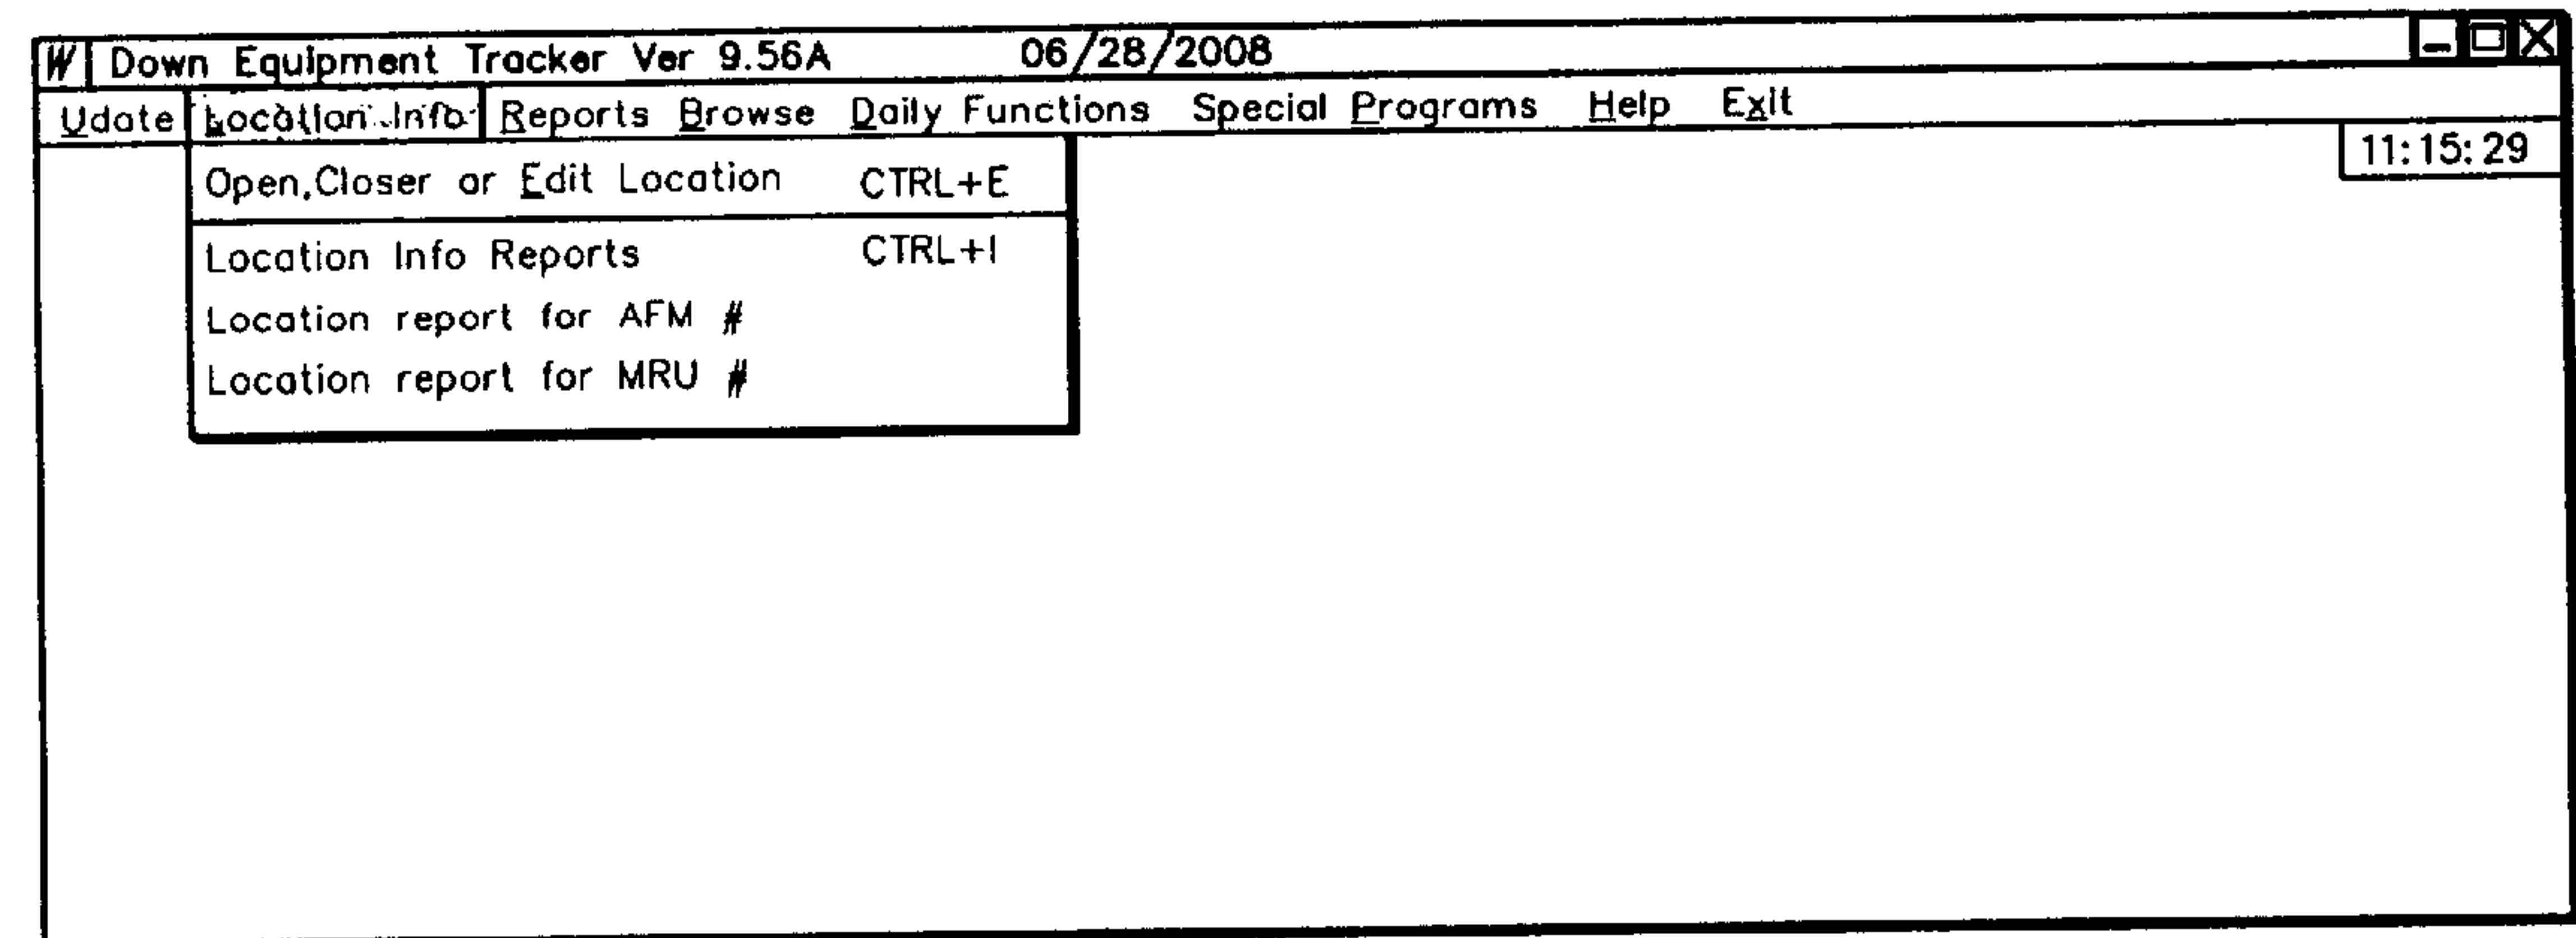 W Down Equipment Tracker Ver 9.56A 06/28/2008
Udate Location Info Reports Browse Daily Functions Special Programs Help Exit
11:15:29
Open,Closer or Edit Location CTRL+E
Location Info Reports CTRL+I
Location report for AFM #
Location report for MRU #